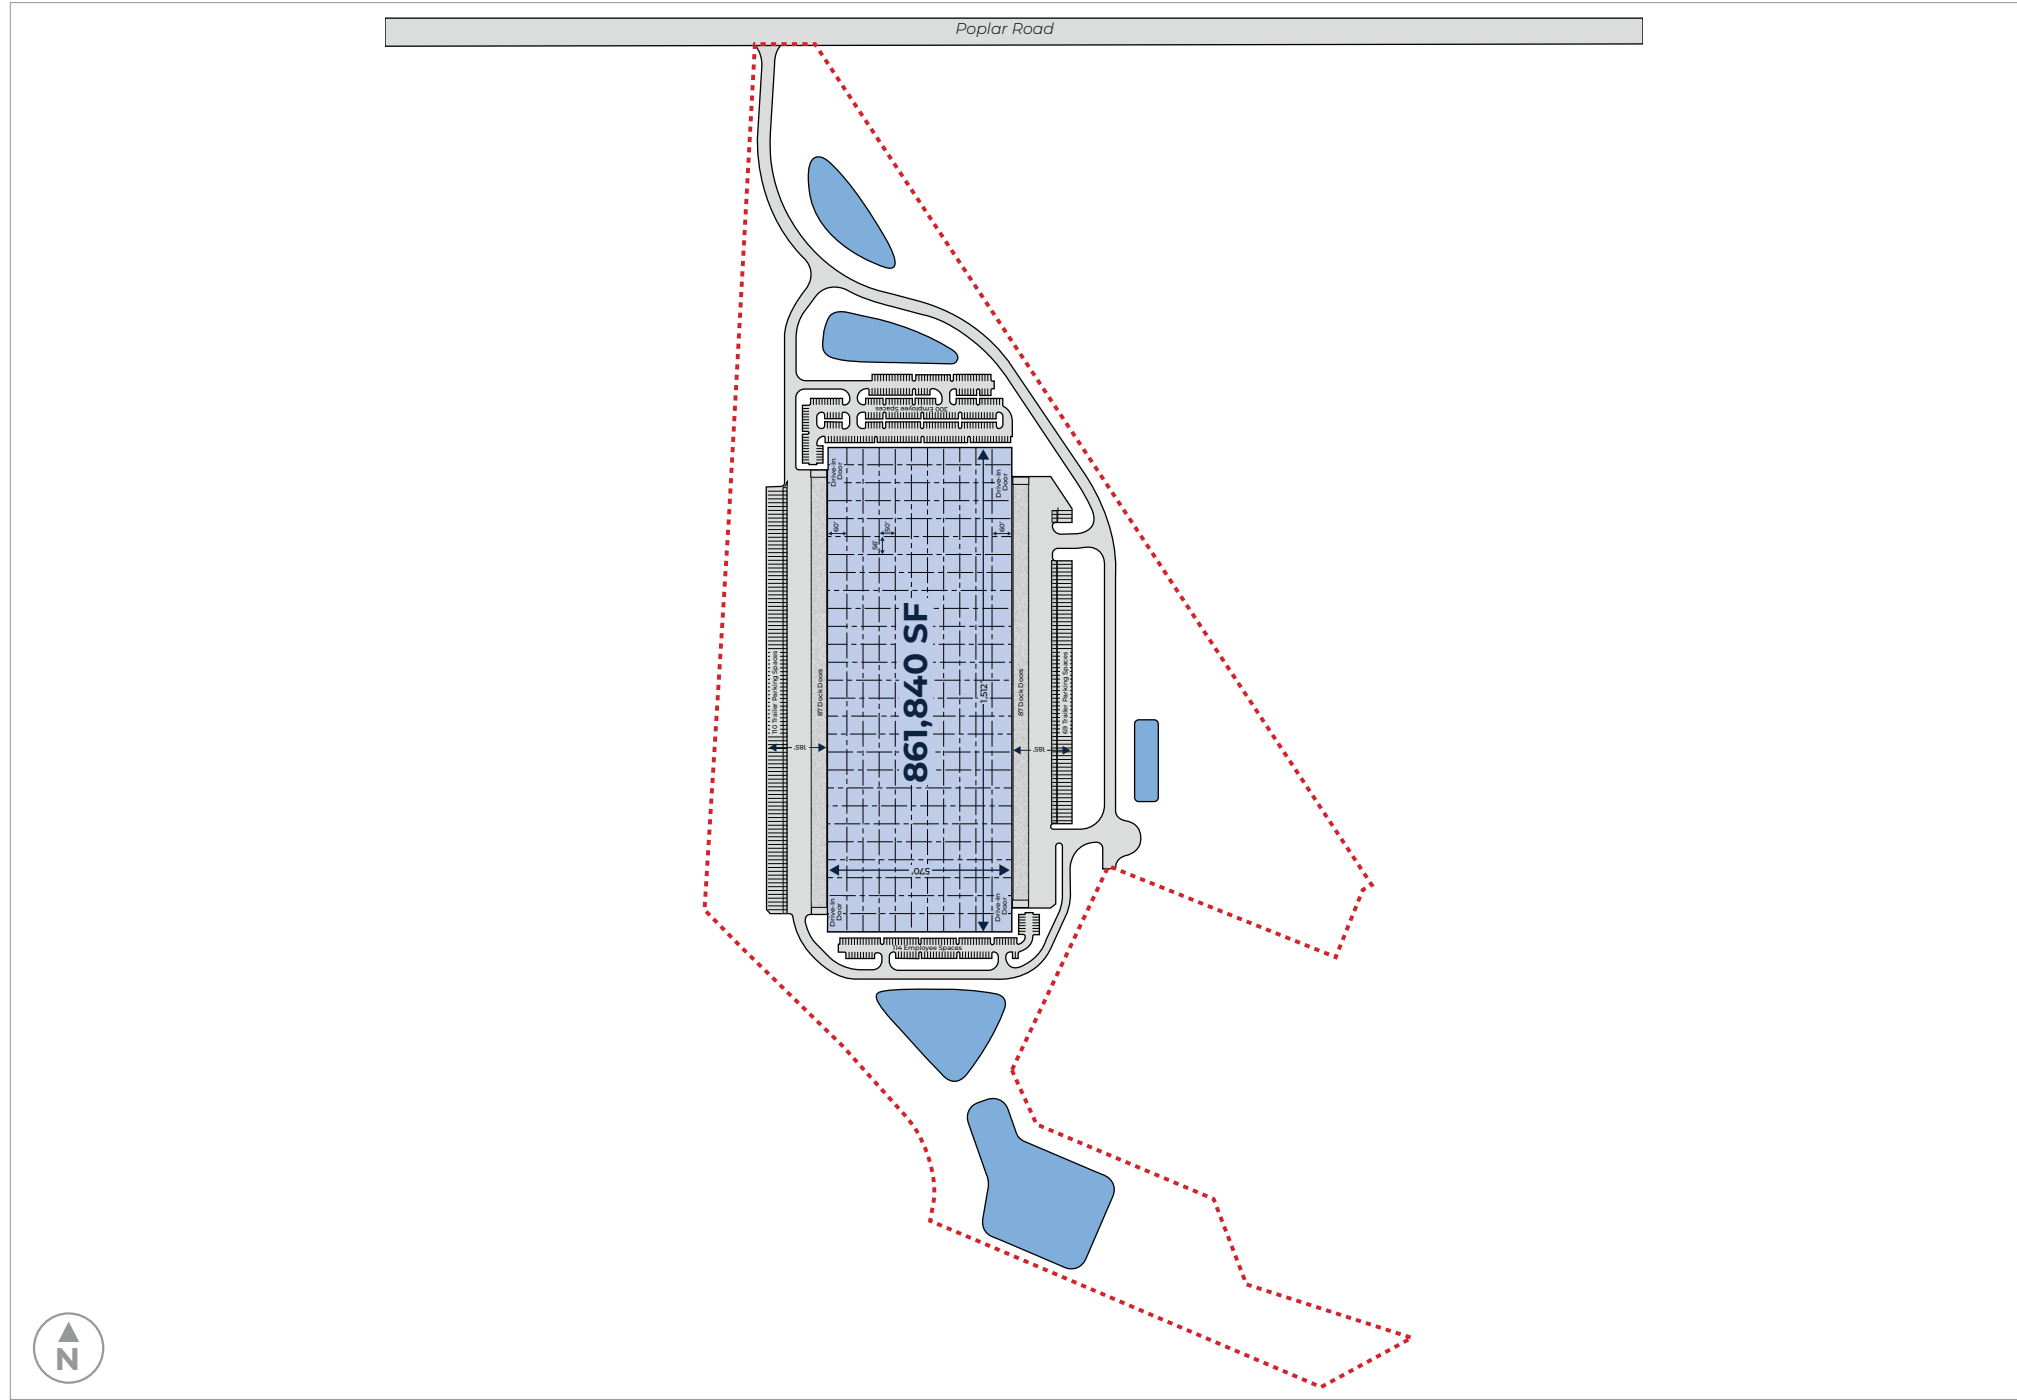 Poplar Road
300 Employee Spaces
Drive-In
Door
Drive-In
Door
60'
50'
60'
56'
861,840 SF
1,512'
110 Trailer Parking Spaces
87 Dock Doors
87 Dock Doors
69 Trailer Parking Spaces
185'
185'
570'
Drive-In
Door
Drive-In
Door
114 Employee Spaces
N